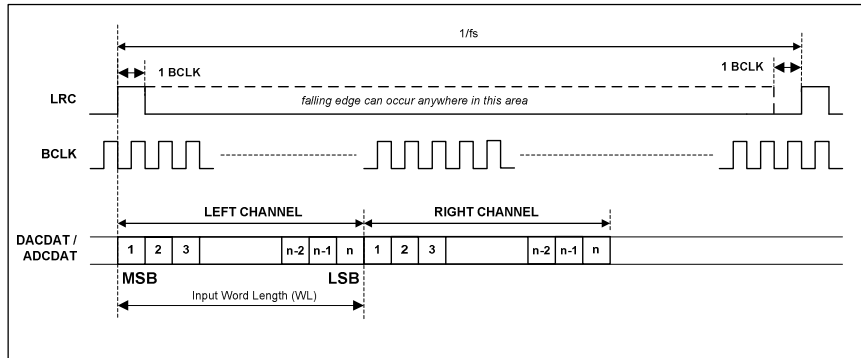 1/fs
1 BCLK
1 BCLK
LRC
falling edge can occur anywhere in this area
BCLK
LEFT CHANNEL
RIGHT CHANNEL
DACDAT /
ADCDAT
1 2 3 n-2 n-1 n 1 2 3 n-2 n-1 n
MSB LSB
Input Word Length (WL)